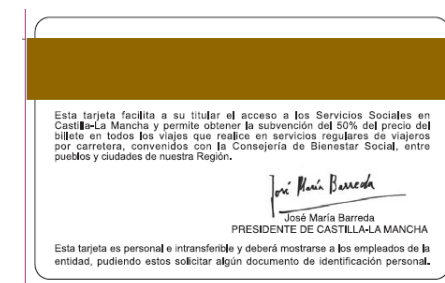 Esta tarjeta facilita a su titular el acceso a los Servicios Sociales en
Castilla-La Mancha y permite obtener la subvención del 50% del precio del
billete en todos los viajes que realice en servicios regulares de viajeros
por carretera, convenidos con la Consejería de Bienestar Social, entre
pueblos y ciudades de nuestra Región.
José María Barreda
José María Barreda
PRESIDENTE DE CASTILLA-LA MANCHA
Esta tarjeta es personal e intransferible y deberá mostrarse a los empleados de la
entidad, pudiendo estos solicitar algún documento de identificación personal.